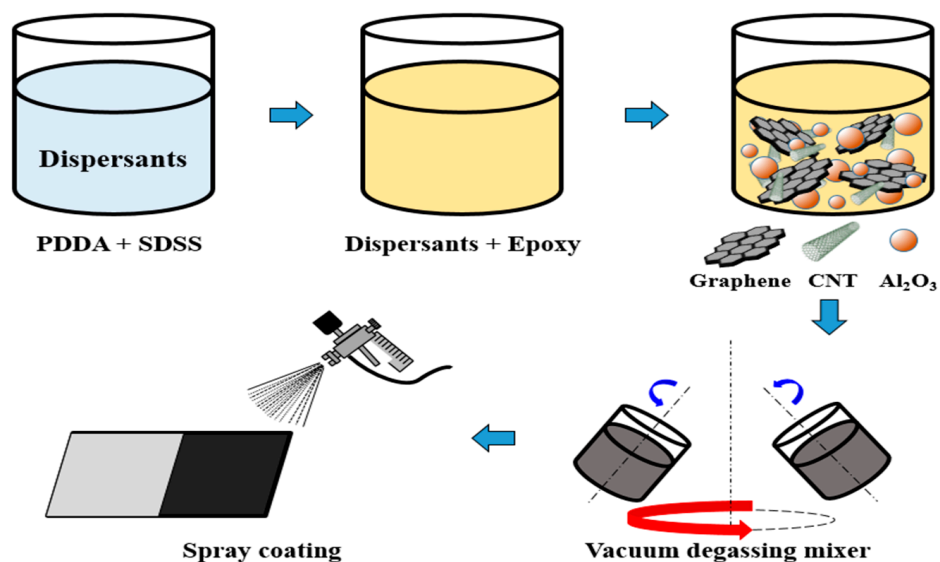 Dispersants
PDDA + SDSS
Dispersants + Epoxy
Graphene
CNT
Al₂O₃
Spray coating
Vacuum degassing mixer